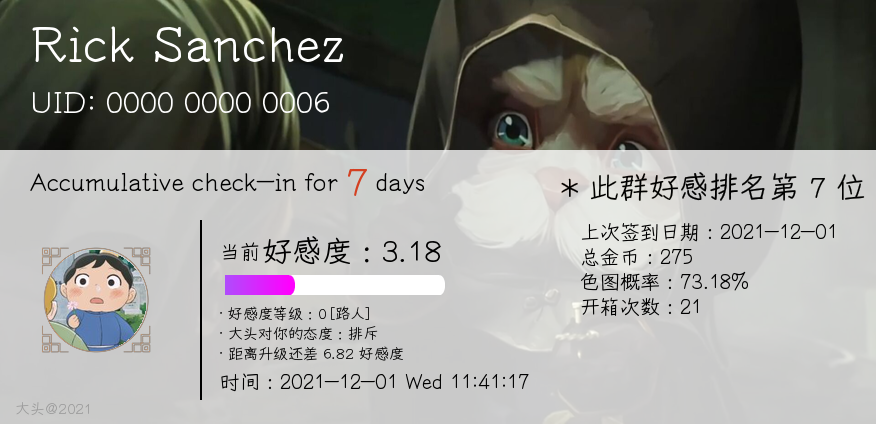 Rick Sanchez
UID: 0000 0000 0006
Accumulative check-in for 7 days
* 此群好感排名第 7 位
上次签到日期：2021-12-01
总金币：275
色图概率：73.18%
开箱次数：21
当前好感度：3.18
· 好感度等级：0[路人]
· 大头对你的态度：排斥
· 距离升级还差 6.82 好感度
时间：2021-12-01 Wed 11:41:17
大头@2021